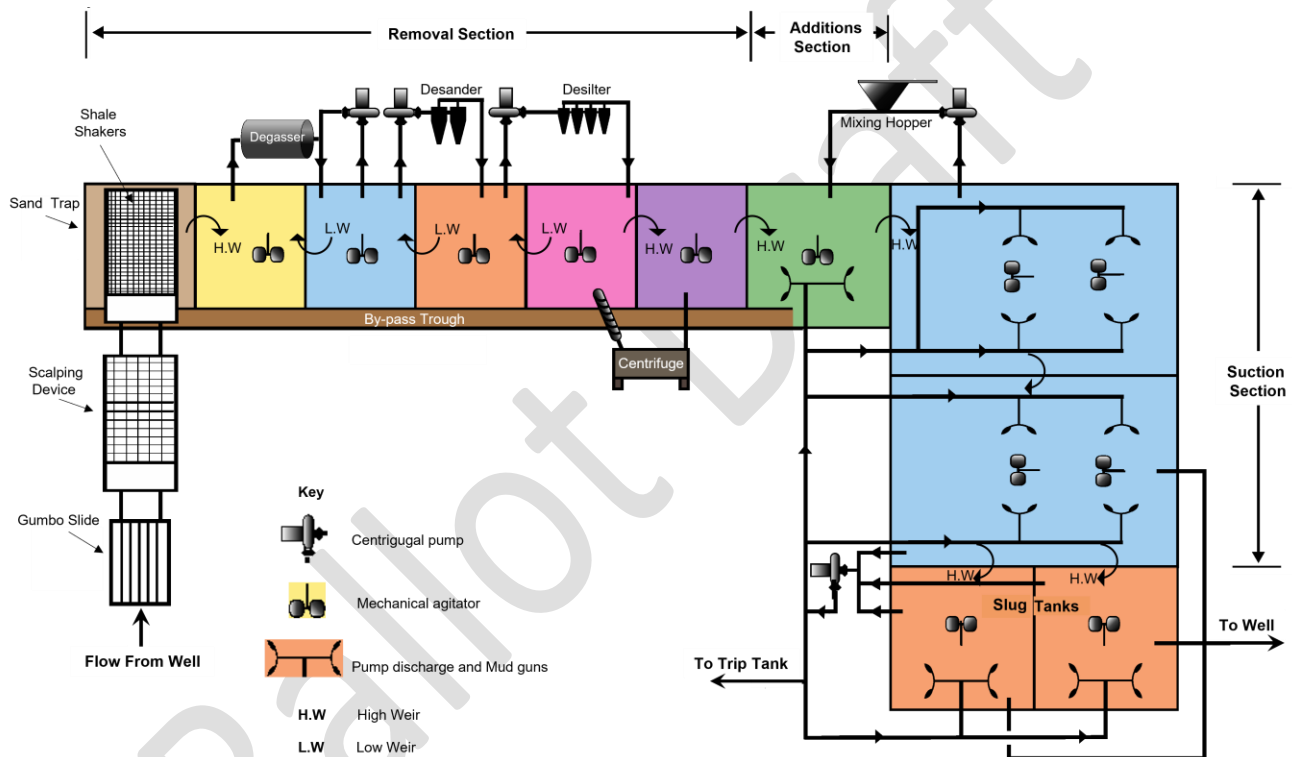 Removal Section
Additions
Section
Shale
Shakers
Degasser
Desander
Desilter
Mixing Hopper
Sand Trap
H.W
L.W
L.W
L.W
H.W
H.W
H.W
By-pass Trough
Centrifuge
Scalping
Device
Suction
Section
Gumbo Slide
Key
Centrigugal pump
Mechanical agitator
Pump discharge and Mud guns
H.W High Weir
L.W Low Weir
Flow From Well
H.W
H.W
Slug Tanks
To Well
To Trip Tank
Ballot Draft